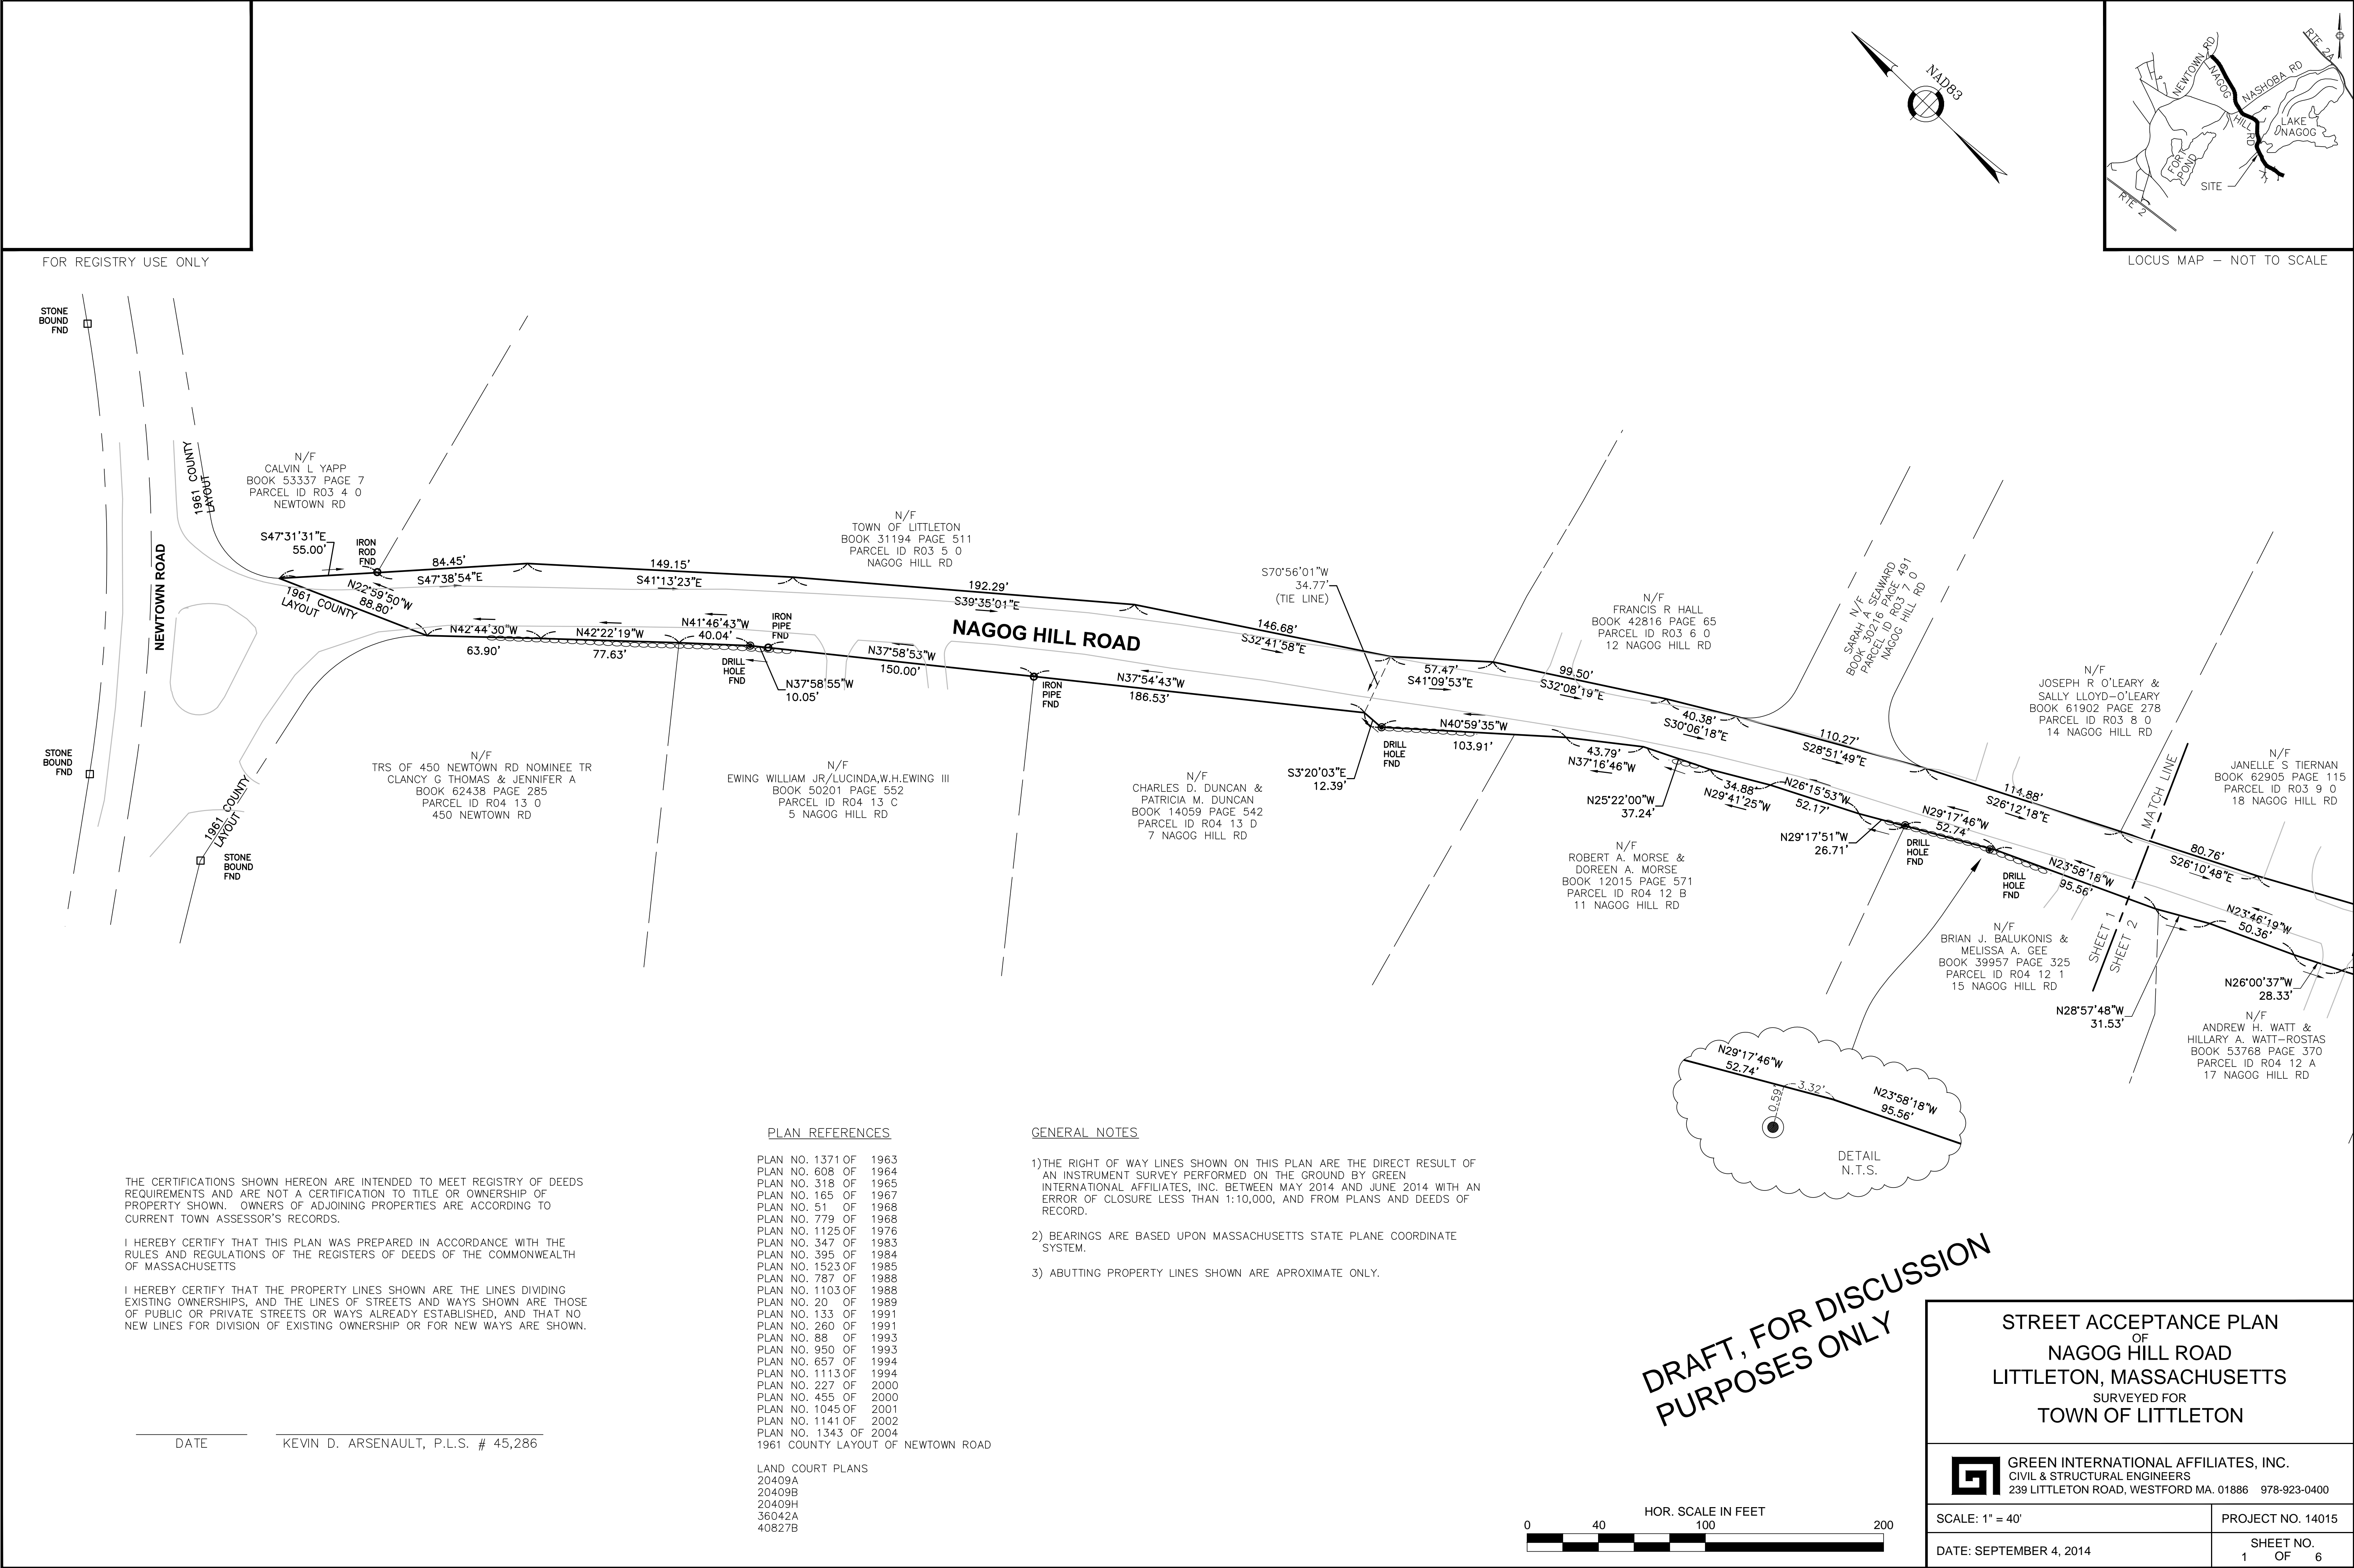 FOR REGISTRY USE ONLY
NAD83
NEWTOWN RD
NAGOG
HILL RD
NASHOBA RD
RTE 2A
LAKE
NAGOG
FORT
POND
SITE
RTE 2
LOCUS MAP – NOT TO SCALE
STONE
BOUND
FND
1961 COUNTY
LAYOUT
N/F
CALVIN L YAPP
BOOK 53337 PAGE 7
PARCEL ID R03 4 0
NEWTOWN RD
NEWTOWN ROAD
S47°31'31"E
55.00'
IRON
ROD
FND
84.45'
S47°38'54"E
149.15'
S41°13'23"E
N/F
TOWN OF LITTLETON
BOOK 31194 PAGE 511
PARCEL ID R03 5 0
NAGOG HILL RD
192.29'
S39°35'01"E
146.68'
S32°41'58"E
S70°56'01"W
34.77'
(TIE LINE)
57.47'
S41°09'53"E
N/F
FRANCIS R HALL
BOOK 42816 PAGE 65
PARCEL ID R03 6 0
12 NAGOG HILL RD
99.50'
S32°08'19"E
40.38'
S30°06'18"E
N/F
SARAH A SEAWARD
BOOK 30216 PAGE 491
PARCEL ID R03 7 0
NAGOG HILL RD
110.27'
S28°51'49"E
N/F
JOSEPH R O'LEARY &
SALLY LLOYD–O'LEARY
BOOK 61902 PAGE 278
PARCEL ID R03 8 0
14 NAGOG HILL RD
114.88'
S26°12'18"E
MATCH LINE
N/F
JANELLE S TIERNAN
BOOK 62905 PAGE 115
PARCEL ID R03 9 0
18 NAGOG HILL RD
80.76'
S26°10'48"E
N22°59'50"W
88.80'
1961 COUNTY
LAYOUT
N42°44'30"W
63.90'
N42°22'19"W
77.63'
N41°46'43"W
40.04'
IRON
PIPE
FND
DRILL
HOLE
FND
N37°58'55"W
10.05'
NAGOG HILL ROAD
N37°58'53"W
150.00'
IRON
PIPE
FND
N37°54'43"W
186.53'
S3°20'03"E
12.39'
DRILL
HOLE
FND
N40°59'35"W
103.91'
43.79'
N37°16'46"W
N25°22'00"W
37.24'
34.88'
N29°41'25"W
N26°15'53"W
52.17'
N29°17'51"W
26.71'
N29°17'46"W
52.74'
DRILL
HOLE
FND
DRILL
HOLE
FND
N23°58'18"W
95.56'
SHEET 1
SHEET 2
N28°57'48"W
31.53'
N23°46'19"W
50.36'
N26°00'37"W
28.33'
STONE
BOUND
FND
1961 COUNTY
LAYOUT
STONE
BOUND
FND
N/F
TRS OF 450 NEWTOWN RD NOMINEE TR
CLANCY G THOMAS & JENNIFER A
BOOK 62438 PAGE 285
PARCEL ID R04 13 0
450 NEWTOWN RD
N/F
EWING WILLIAM JR/LUCINDA,W.H.EWING III
BOOK 50201 PAGE 552
PARCEL ID R04 13 C
5 NAGOG HILL RD
N/F
CHARLES D. DUNCAN &
PATRICIA M. DUNCAN
BOOK 14059 PAGE 542
PARCEL ID R04 13 D
7 NAGOG HILL RD
N/F
ROBERT A. MORSE &
DOREEN A. MORSE
BOOK 12015 PAGE 571
PARCEL ID R04 12 B
11 NAGOG HILL RD
N/F
BRIAN J. BALUKONIS &
MELISSA A. GEE
BOOK 39957 PAGE 325
PARCEL ID R04 12 1
15 NAGOG HILL RD
N/F
ANDREW H. WATT &
HILLARY A. WATT–ROSTAS
BOOK 53768 PAGE 370
PARCEL ID R04 12 A
17 NAGOG HILL RD
N29°17'46"W
52.74'
3.32'
0.59'
N23°58'18"W
95.56'
DETAIL
N.T.S.
THE CERTIFICATIONS SHOWN HEREON ARE INTENDED TO MEET REGISTRY OF DEEDS
REQUIREMENTS AND ARE NOT A CERTIFICATION TO TITLE OR OWNERSHIP OF
PROPERTY SHOWN. OWNERS OF ADJOINING PROPERTIES ARE ACCORDING TO
CURRENT TOWN ASSESSOR'S RECORDS.
I HEREBY CERTIFY THAT THIS PLAN WAS PREPARED IN ACCORDANCE WITH THE
RULES AND REGULATIONS OF THE REGISTERS OF DEEDS OF THE COMMONWEALTH
OF MASSACHUSETTS
I HEREBY CERTIFY THAT THE PROPERTY LINES SHOWN ARE THE LINES DIVIDING
EXISTING OWNERSHIPS, AND THE LINES OF STREETS AND WAYS SHOWN ARE THOSE
OF PUBLIC OR PRIVATE STREETS OR WAYS ALREADY ESTABLISHED, AND THAT NO
NEW LINES FOR DIVISION OF EXISTING OWNERSHIP OR FOR NEW WAYS ARE SHOWN.
DATE
KEVIN D. ARSENAULT, P.L.S. # 45,286
PLAN REFERENCES
PLAN NO. 1371 OF 1963
PLAN NO. 608 OF 1964
PLAN NO. 318 OF 1965
PLAN NO. 165 OF 1967
PLAN NO. 51 OF 1968
PLAN NO. 779 OF 1968
PLAN NO. 1125 OF 1976
PLAN NO. 347 OF 1983
PLAN NO. 395 OF 1984
PLAN NO. 1523 OF 1985
PLAN NO. 787 OF 1988
PLAN NO. 1103 OF 1988
PLAN NO. 20 OF 1989
PLAN NO. 133 OF 1991
PLAN NO. 260 OF 1991
PLAN NO. 88 OF 1993
PLAN NO. 950 OF 1993
PLAN NO. 657 OF 1994
PLAN NO. 1113 OF 1994
PLAN NO. 227 OF 2000
PLAN NO. 455 OF 2000
PLAN NO. 1045 OF 2001
PLAN NO. 1141 OF 2002
PLAN NO. 1343 OF 2004
1961 COUNTY LAYOUT OF NEWTOWN ROAD
LAND COURT PLANS
20409A
20409B
20409H
36042A
40827B
GENERAL NOTES
1)THE RIGHT OF WAY LINES SHOWN ON THIS PLAN ARE THE DIRECT RESULT OF
AN INSTRUMENT SURVEY PERFORMED ON THE GROUND BY GREEN
INTERNATIONAL AFFILIATES, INC. BETWEEN MAY 2014 AND JUNE 2014 WITH AN
ERROR OF CLOSURE LESS THAN 1:10,000, AND FROM PLANS AND DEEDS OF
RECORD.
2) BEARINGS ARE BASED UPON MASSACHUSETTS STATE PLANE COORDINATE
SYSTEM.
3) ABUTTING PROPERTY LINES SHOWN ARE APROXIMATE ONLY.
DRAFT, FOR DISCUSSION
PURPOSES ONLY
HOR. SCALE IN FEET
0 40 100 200
STREET ACCEPTANCE PLAN
OF
NAGOG HILL ROAD
LITTLETON, MASSACHUSETTS
SURVEYED FOR
TOWN OF LITTLETON
GREEN INTERNATIONAL AFFILIATES, INC.
CIVIL & STRUCTURAL ENGINEERS
239 LITTLETON ROAD, WESTFORD MA. 01886 978-923-0400
SCALE: 1" = 40'
PROJECT NO. 14015
DATE: SEPTEMBER 4, 2014
SHEET NO.
1 OF 6